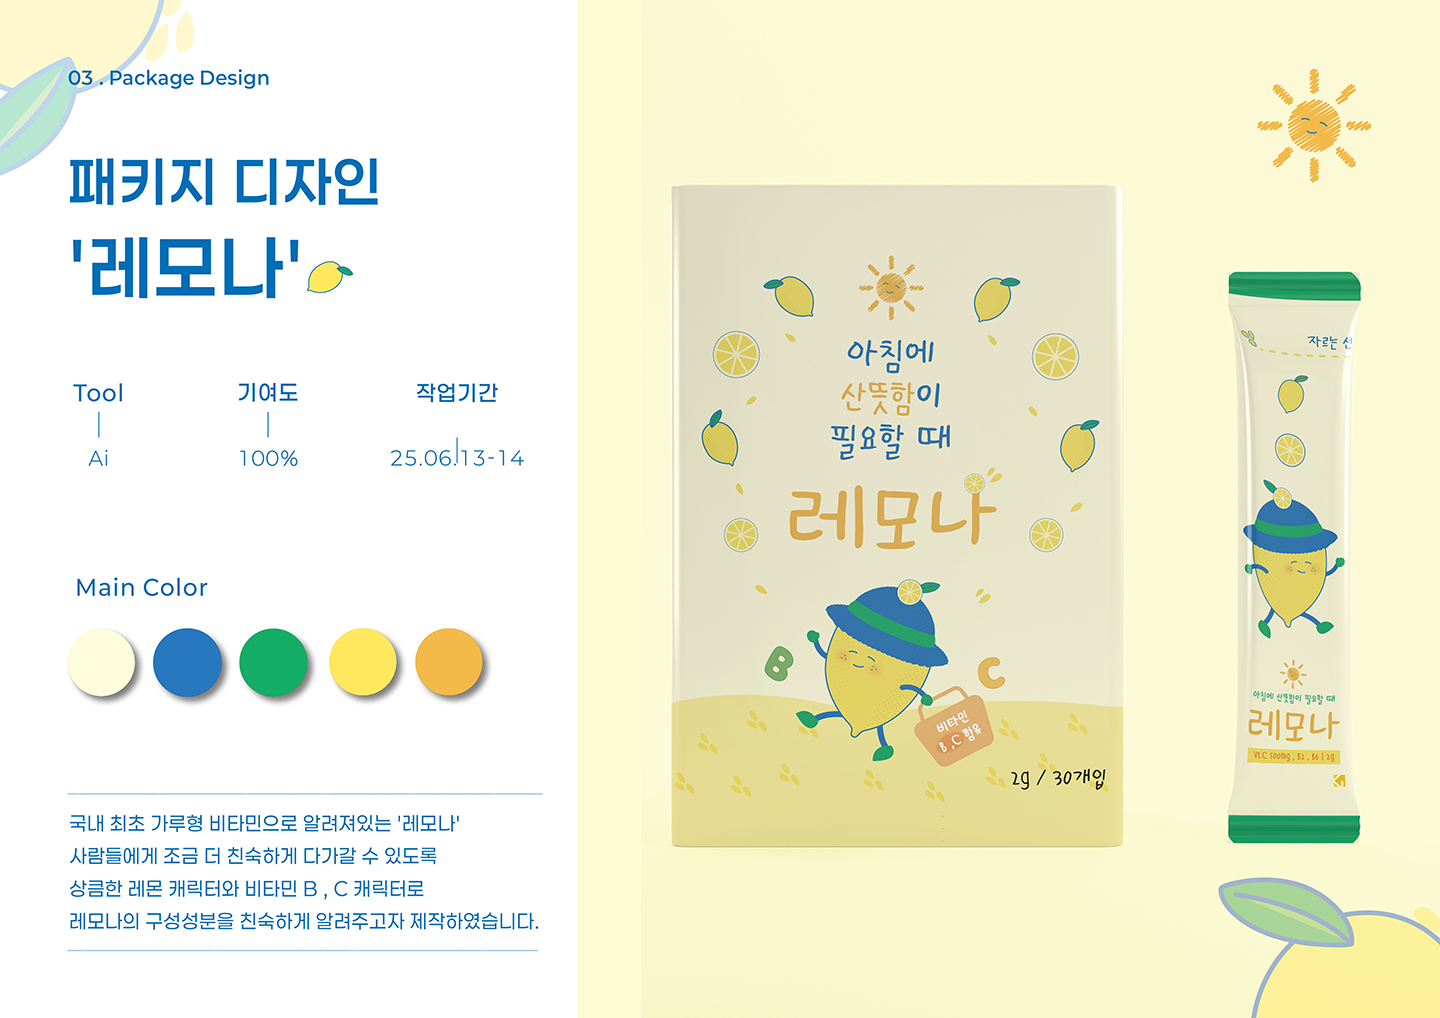 03 . Package Design
패키지 디자인
'레모나'
Tool
기여도
작업기간
Ai
100%
25.06.13-14
Main Color
국내 최초 가루형 비타민으로 알려져있는 '레모나'
사람들에게 조금 더 친숙하게 다가갈 수 있도록
상큼한 레몬 캐릭터와 비타민 B , C 캐릭터로
레모나의 구성성분을 친숙하게 알려주고자 제작하였습니다.
아침에
산뜻함이
필요할 때
레모나
B
C
비타민
B , C 함유
2g / 30개입
자르는 선
아침에 산뜻함이 필요할 때
레모나
Vt.C 500mg , B2 , B6 | 2g